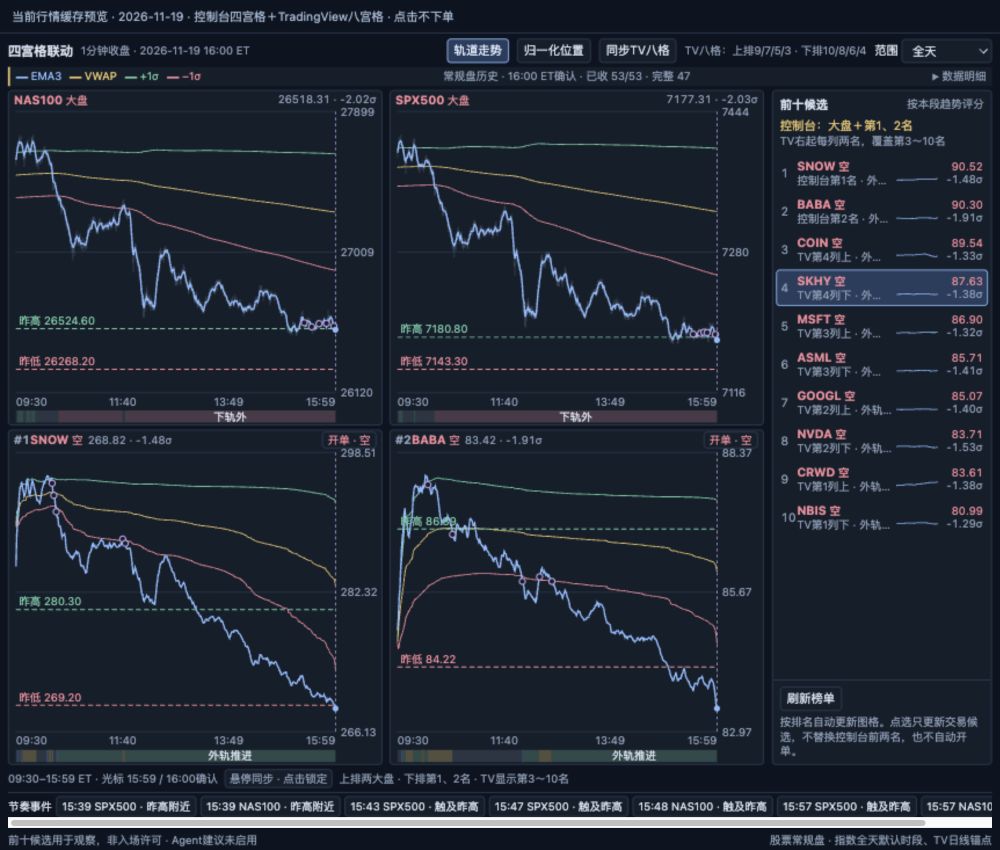 当前行情缓存预览 · 2026-11-19 · 控制台四宫格＋TradingView八宫格 · 点击不下单
四宫格联动 1分钟收盘 · 2026-11-19 16:00 ET 轨道走势 归一化位置 同步TV八格 TV八格：上排9/7/5/3 · 下排10/8/6/4 范围 全天
EMA3 VWAP +1σ −1σ 常规盘历史 · 16:00 ET确认 · 已收 53/53 · 完整 47 ▶数据明细
NAS100 大盘 26518.31 · -2.02σ
27899
27009
昨高 26524.60
昨低 26268.20
26120
09:30 11:40 13:49 15:59
下轨外
SPX500 大盘 7177.31 · -2.03σ
7444
7280
昨高 7180.80
昨低 7143.30
7116
09:30 11:40 13:49 15:59
下轨外
#1SNOW 空 268.82 · -1.48σ 开单 · 空
298.51
282.32
昨高 280.30
昨低 269.20
266.13
09:30 11:40 13:49 15:59
外轨推进
#2BABA 空 83.42 · -1.91σ 开单 · 空
88.37
昨高 86.89
85.67
昨低 84.22
82.97
09:30 11:40 13:49 15:59
外轨推进
前十候选 按本段趋势评分
控制台：大盘＋第1、2名
TV右起每列两名，覆盖第3～10名
1 SNOW 空 90.52
控制台第1名 · 外... -1.48σ
2 BABA 空 90.30
控制台第2名 · 外... -1.91σ
3 COIN 空 89.54
TV第4列上 · 外... -1.33σ
4 SKHY 空 87.63
TV第4列下 · 外... -1.38σ
5 MSFT 空 86.90
TV第3列上 · 外... -1.32σ
6 ASML 空 85.71
TV第3列下 · 外... -1.41σ
7 GOOGL 空 85.07
TV第2列上 · 外轨... -1.40σ
8 NVDA 空 83.71
TV第2列下 · 外轨... -1.53σ
9 CRWD 空 83.61
TV第1列上 · 外轨... -1.38σ
10 NBIS 空 80.99
TV第1列下 · 外轨... -1.29σ
刷新榜单
按排名自动更新图格。点选只更新交易候
选，不替换控制台前两名，也不自动开
单。
09:30–15:59 ET · 光标 15:59 / 16:00确认 悬停同步 · 点击锁定 上排两大盘 · 下排第1、2名 · TV显示第3～10名
节奏事件 15:39 SPX500 · 昨高附近 15:39 NAS100 · 昨高附近 15:43 SPX500 · 触及昨高 15:47 SPX500 · 触及昨高 15:48 NAS100 · 触及昨高 15:57 SPX500 · 触及昨高 15:57 NAS10
前十候选用于观察，非入场许可 · Agent建议未启用 股票常规盘 · 指数全天默认时段、TV日线锚点